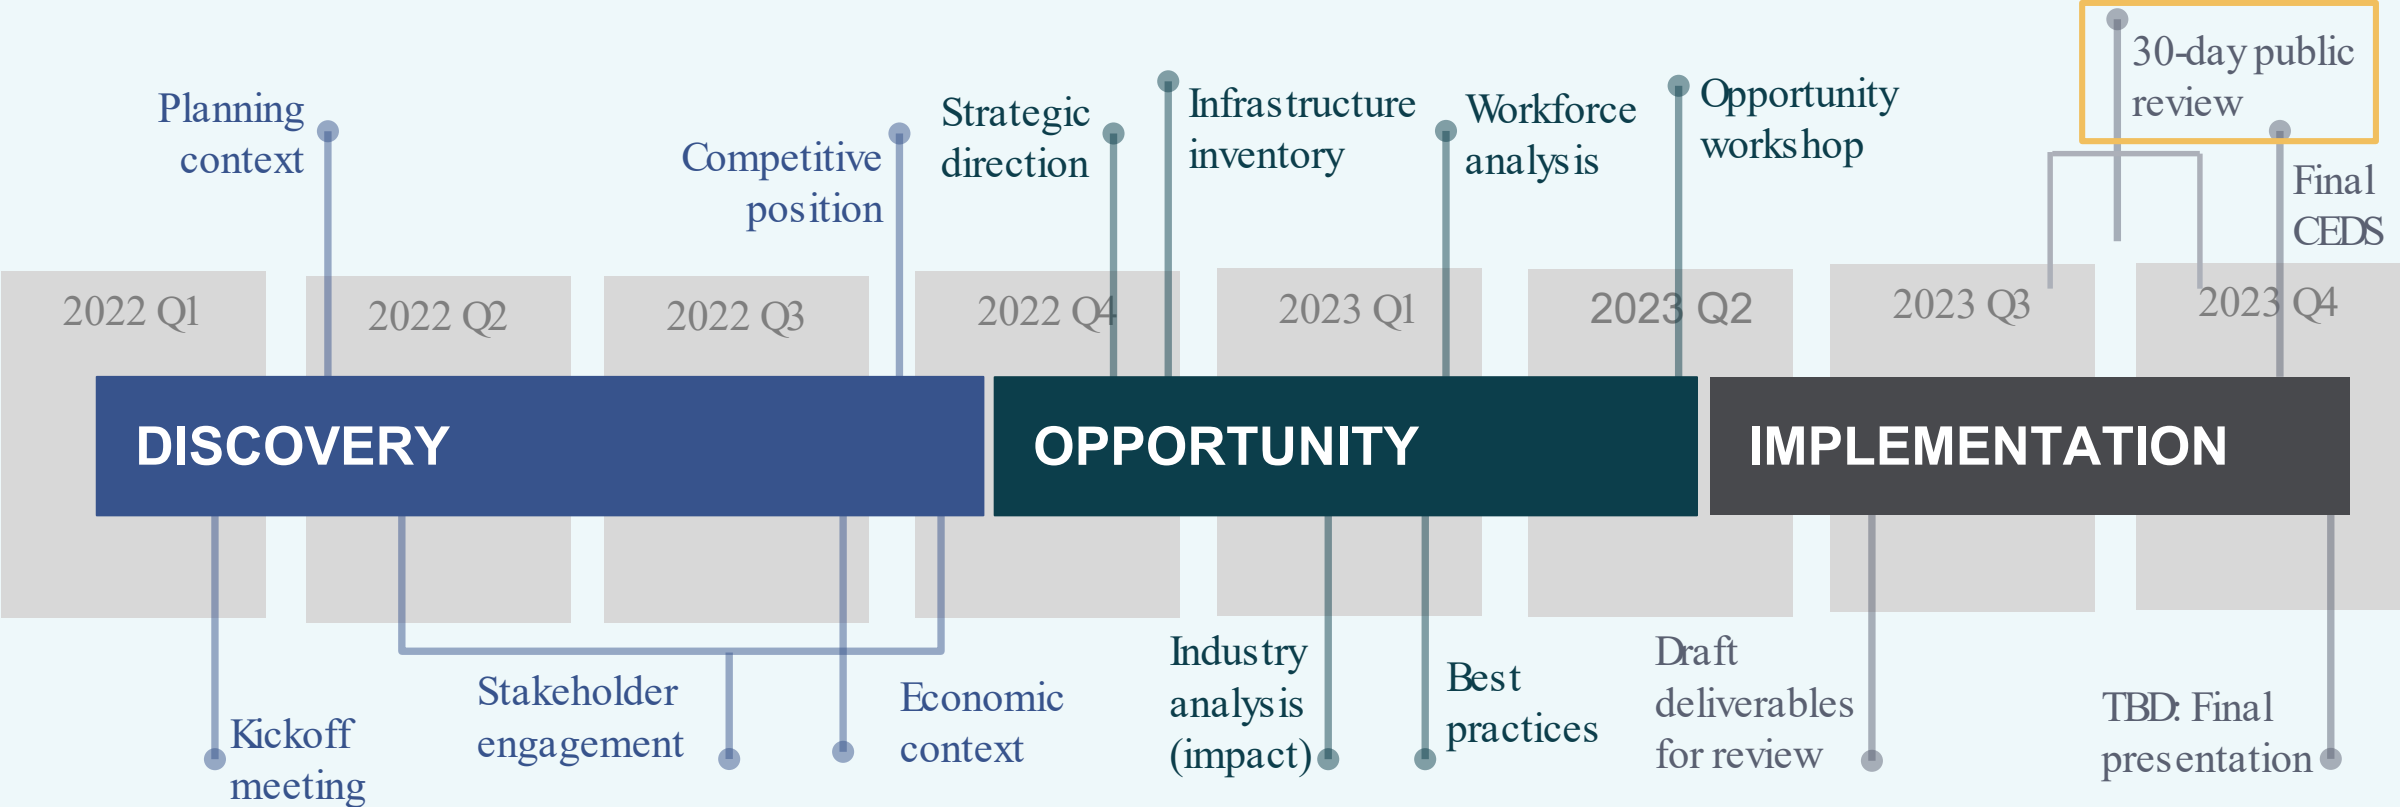 30-day public
review
Planning
context
Competitive
position
Strategic
direction
Infrastructure
inventory
Workforce
analysis
Opportunity
workshop
Final
CEDS
2022 Q1
2022 Q2
2022 Q3
2022 Q4
2023 Q1
2023 Q2
2023 Q3
2023 Q4
DISCOVERY
OPPORTUNITY
IMPLEMENTATION
Kickoff
meeting
Stakeholder
engagement
Economic
context
Industry
analysis
(impact)
Best
practices
Draft
deliverables
for review
TBD: Final
presentation